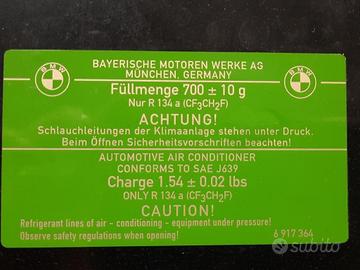 BAYERISCHE MOTOREN WERKE AG
MÜNCHEN, GERMANY
BMW
BMW
Füllmenge 700 ± 10 g
Nur R 134 a (CF3CH2F)
ACHTUNG!
Schlauchleitungen der Klimaanlage stehen unter Druck.
Beim Öffnen Sicherheitsvorschriften beachten!
AUTOMOTIVE AIR CONDITIONER
CONFORMS TO SAE J639
Charge 1.54 ± 0.02 lbs
ONLY R 134 a (CF3CH2F)
CAUTION!
Refrigerant lines of air - conditioning - equipment under pressure!
Observe safety regulations when opening!
6 917 364
subito